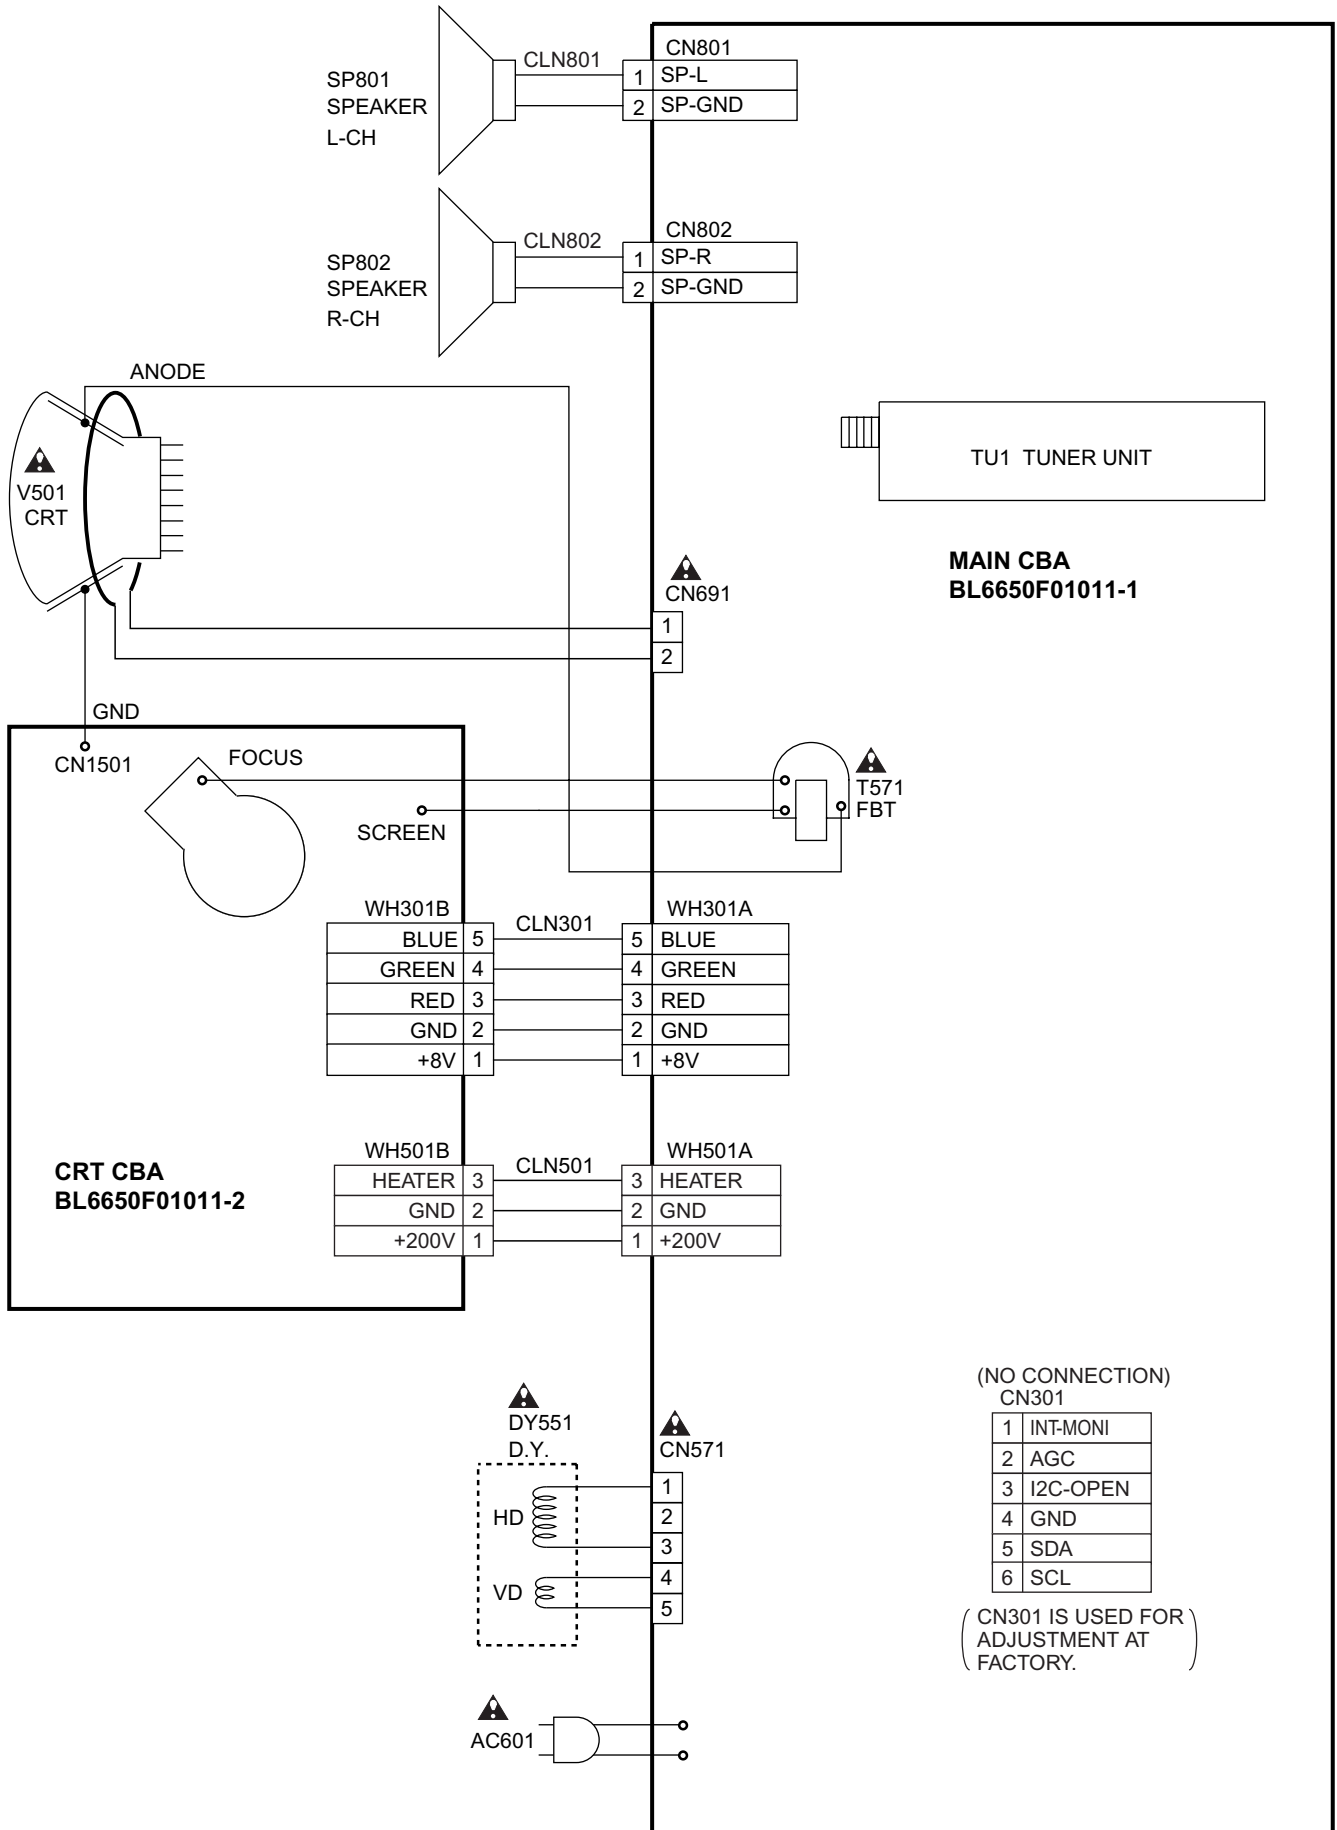 CN801
CLN801
SP801
SPEAKER
L-CH
1 SP-L
2 SP-GND
CN802
CLN802
SP802
SPEAKER
R-CH
1 SP-R
2 SP-GND
ANODE
V501
CRT
TU1 TUNER UNIT
MAIN CBA
BL6650F01011-1
CN691
1
2
GND
CN1501
FOCUS
SCREEN
T571
FBT
WH301B
CLN301
WH301A
BLUE 5 5 BLUE
GREEN 4 4 GREEN
RED 3 3 RED
GND 2 2 GND
+8V 1 1 +8V
CRT CBA
BL6650F01011-2
WH501B
CLN501
WH501A
HEATER 3 3 HEATER
GND 2 2 GND
+200V 1 1 +200V
DY551
D.Y.
HD
VD
CN571
1
2
3
4
5
(NO CONNECTION)
CN301
1 INT-MONI
2 AGC
3 I2C-OPEN
4 GND
5 SDA
6 SCL
( CN301 IS USED FOR
ADJUSTMENT AT
FACTORY. )
AC601